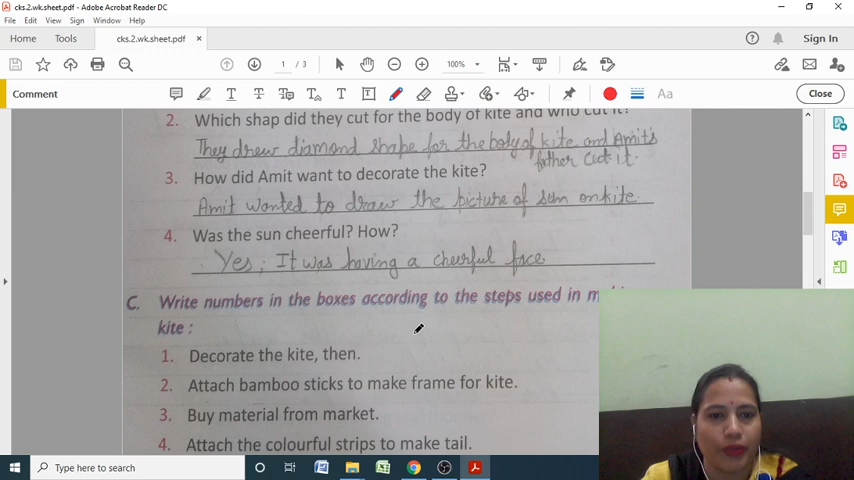 cks.2.wk.sheet.pdf - Adobe Acrobat Reader DC
File Edit View Sign Window Help
Home Tools cks.2.wk.sheet.pdf × Sign In
1 / 3 100%
Comment Aa Close
2. Which shap did they cut for the body of kite and who cut it?
They drew diamond shape for the body of kite and Amit's
father cut it.
3. How did Amit want to decorate the kite?
Amit wanted to draw the picture of sun on kite.
4. Was the sun cheerful? How?
Yes; It was having a cheerful face
C. Write numbers in the boxes according to the steps used in
kite :
1. Decorate the kite, then.
2. Attach bamboo sticks to make frame for kite.
3. Buy material from market.
4. Attach the colourful strips to make tail.
Type here to search